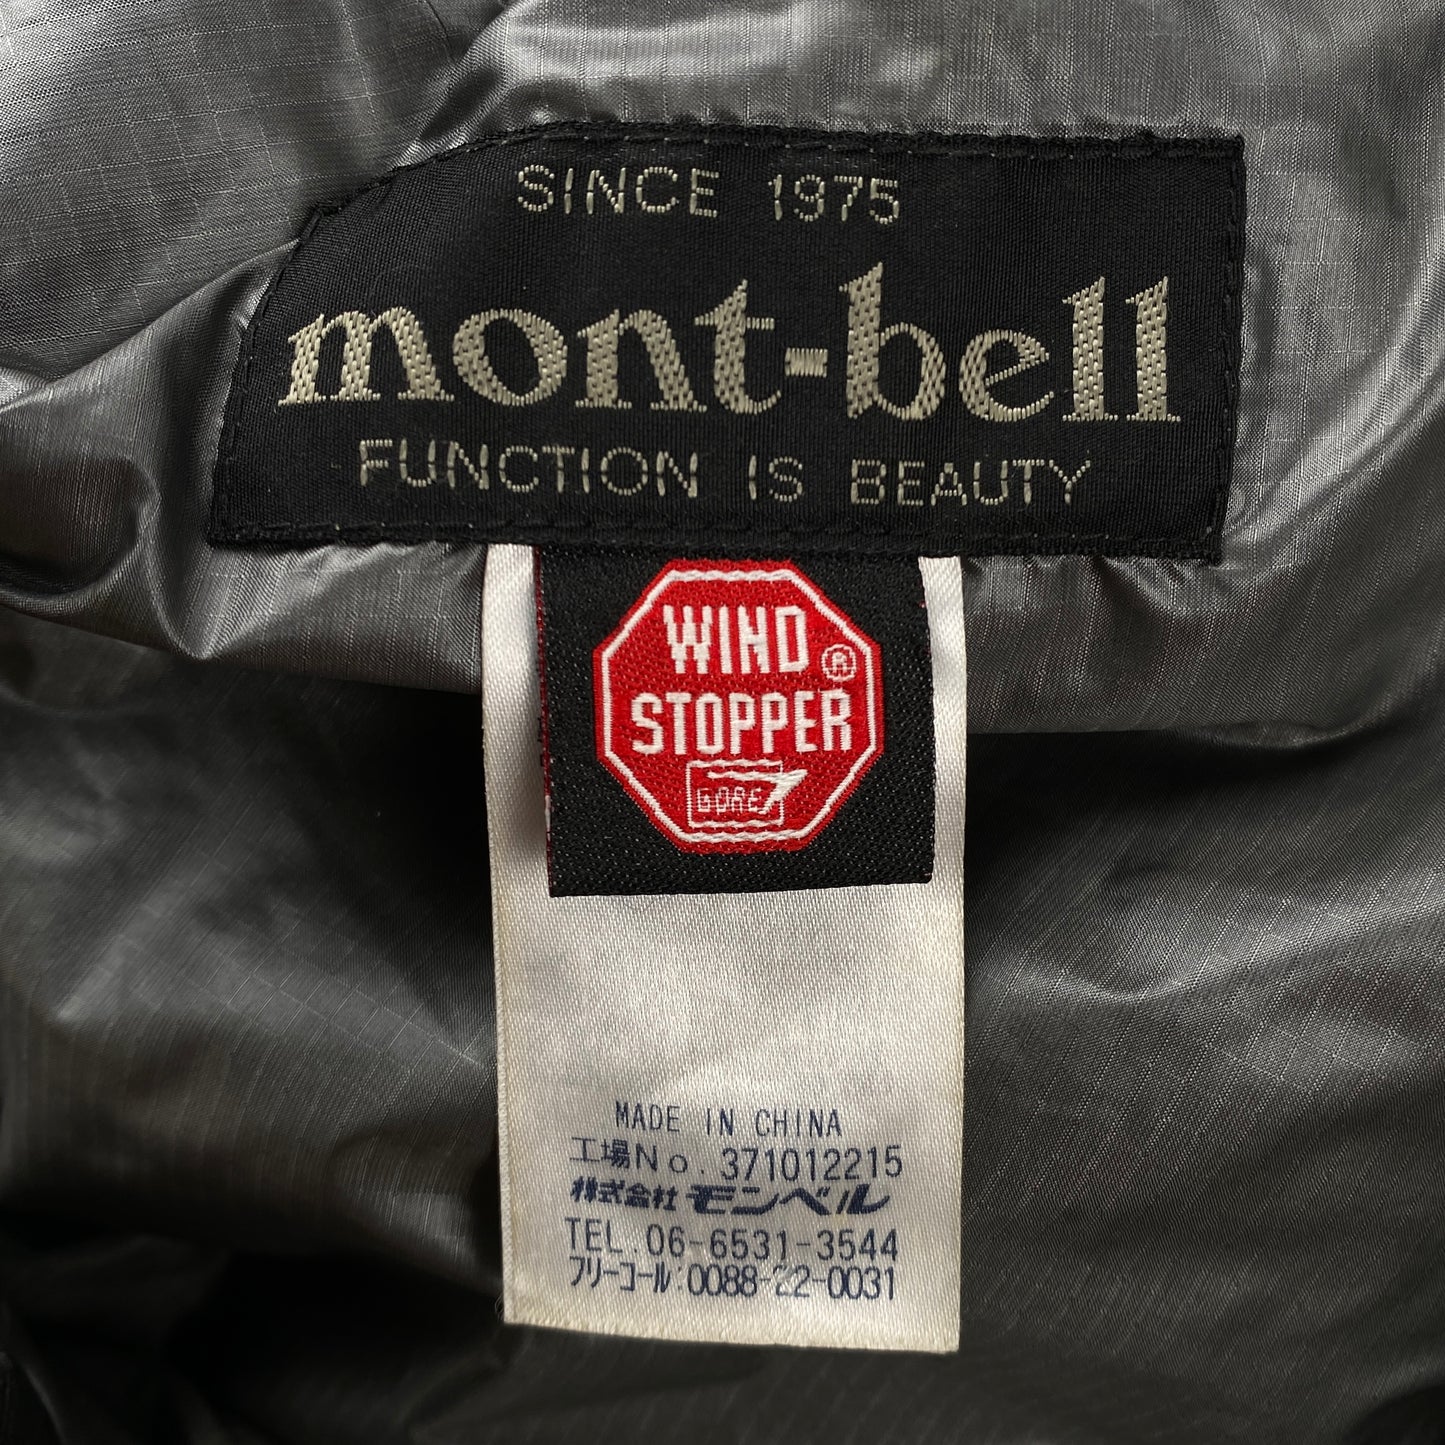 SINCE 1975
mont-bell
FUNCTION IS BEAUTY
WIND
STOPPER®
GORE
MADE IN CHINA
工場No.371012215
株式会社モンベル
TEL.06-6531-3544
フリーコール:0088-22-0031